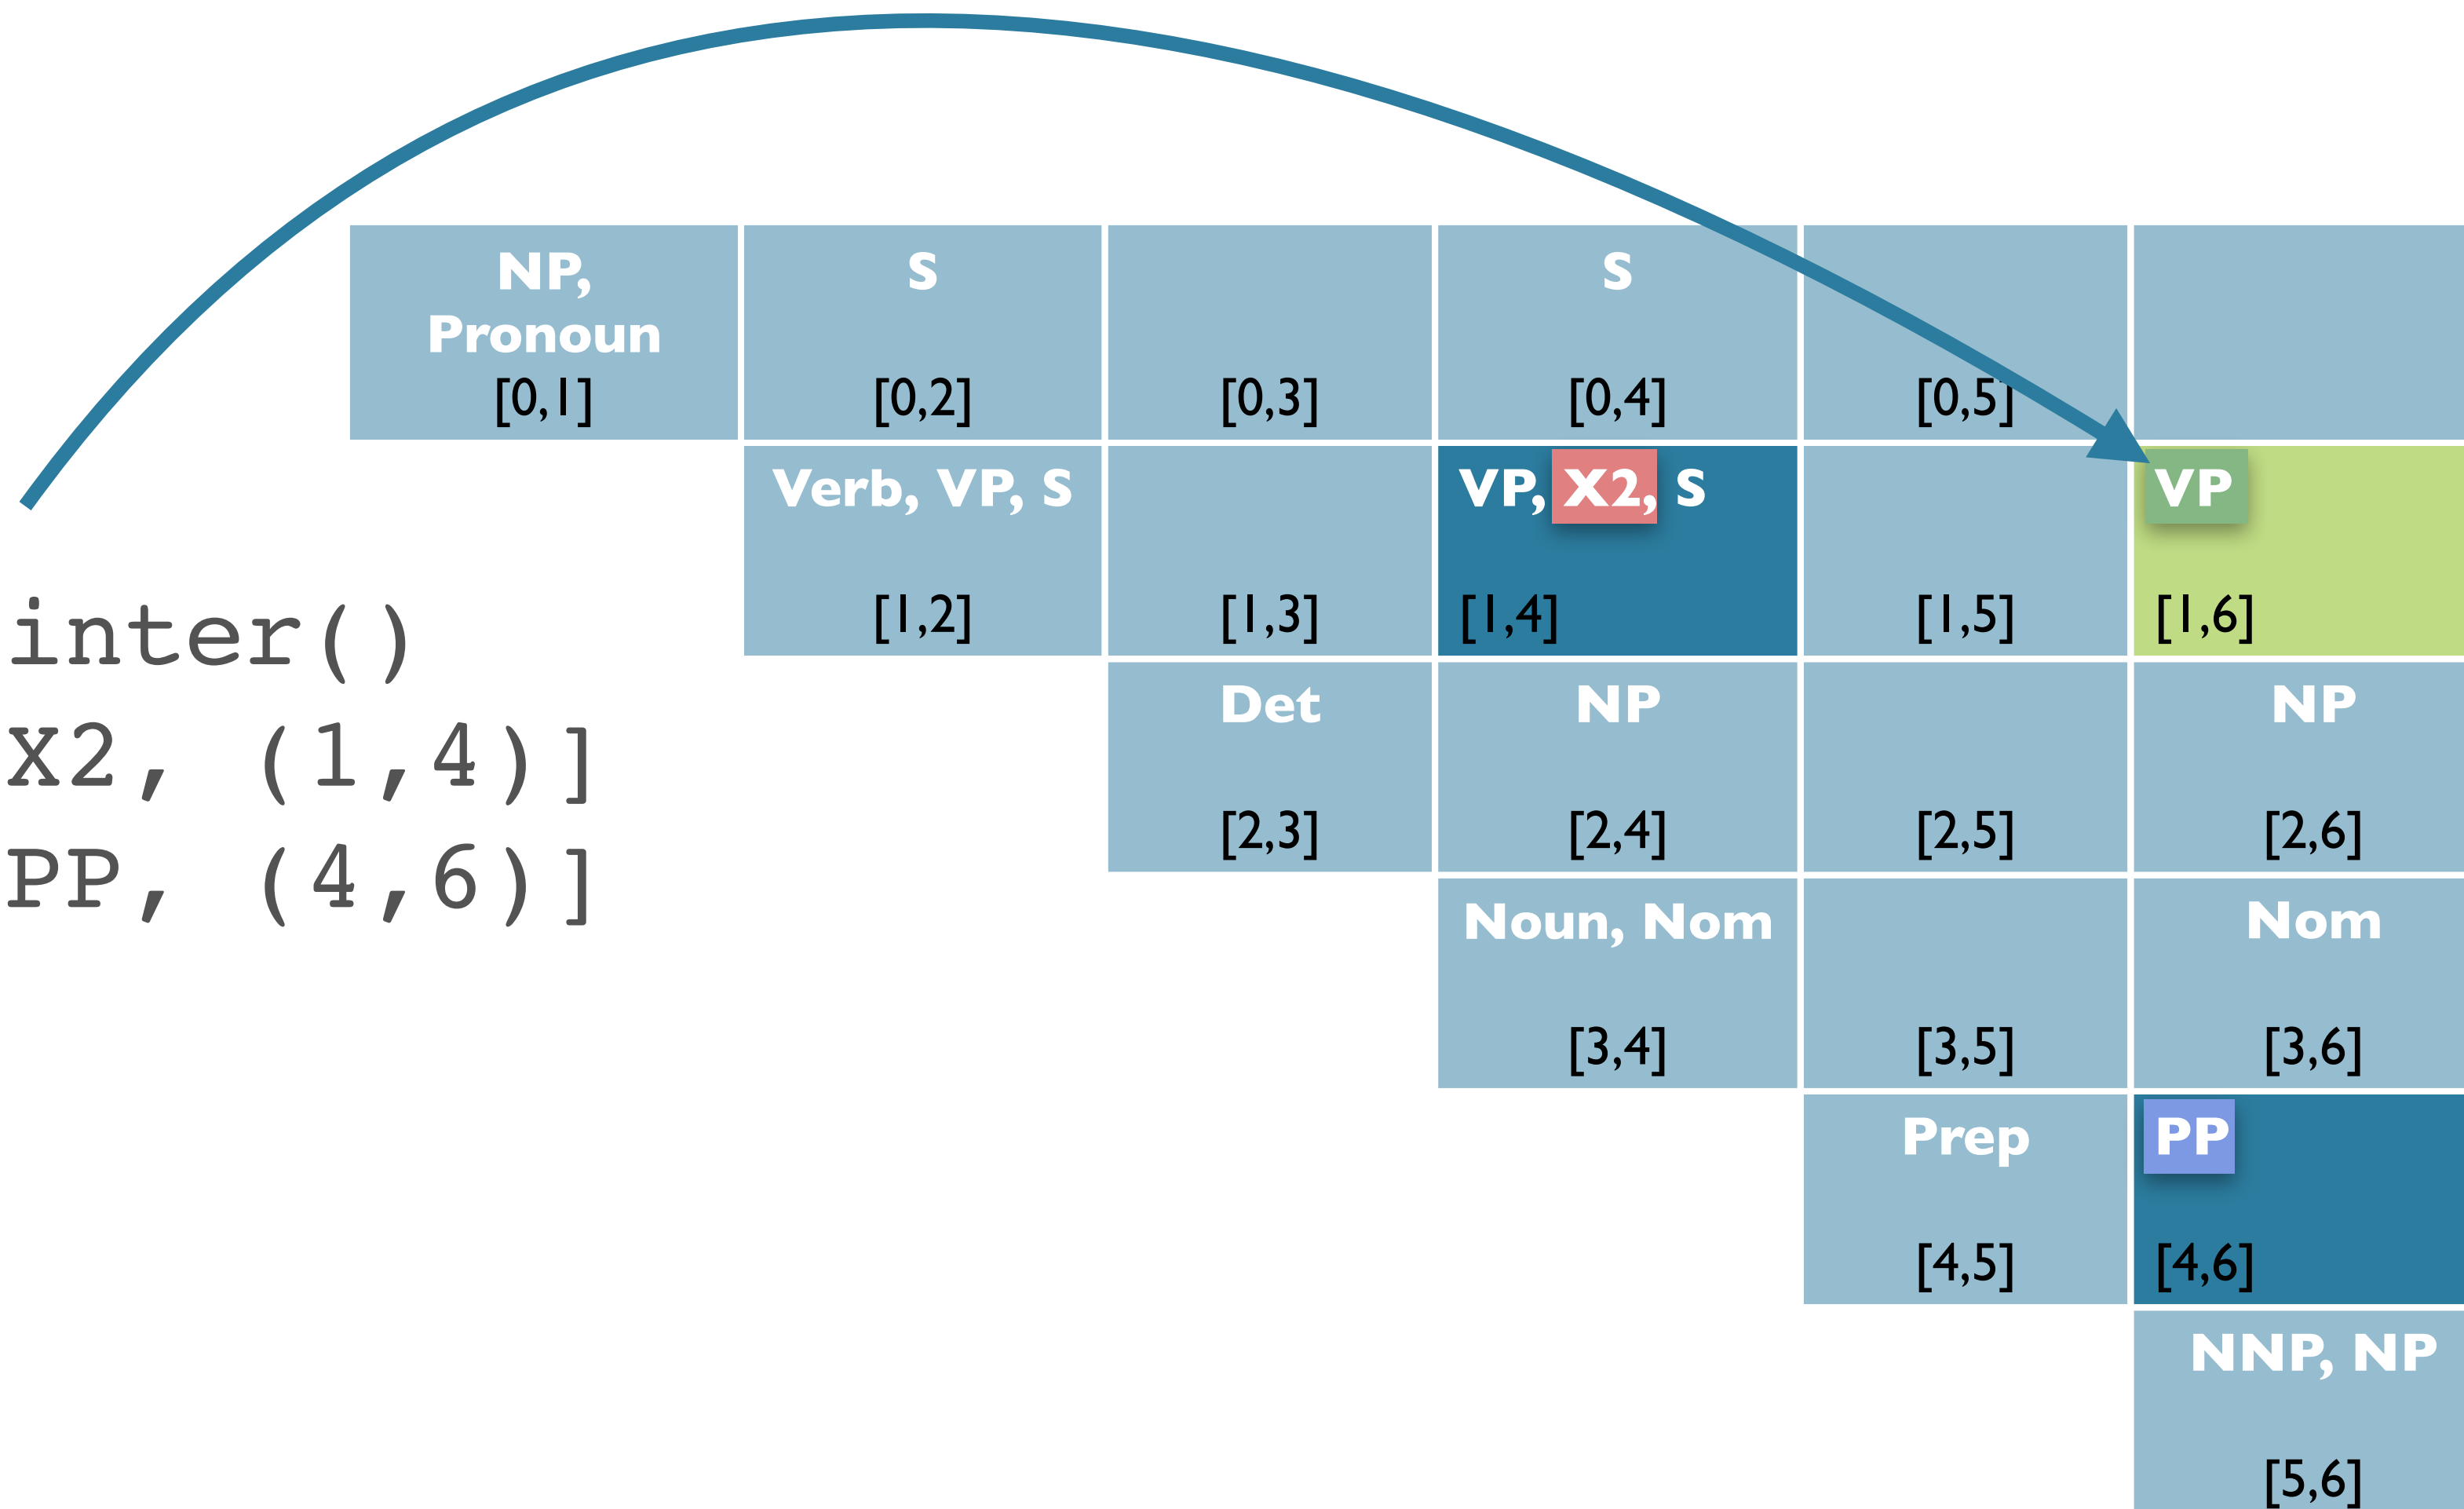 NP,
Pronoun
[0,1]
S
[0,2]
[0,3]
S
[0,4]
[0,5]
Verb, VP, S
[1,2]
[1,3]
VP, X2, S
[1,4]
[1,5]
VP
[1,6]
inter()
X2, (1,4)]
PP, (4,6)]
Det
[2,3]
NP
[2,4]
[2,5]
NP
[2,6]
Noun, Nom
[3,4]
[3,5]
Nom
[3,6]
Prep
[4,5]
PP
[4,6]
NNP, NP
[5,6]